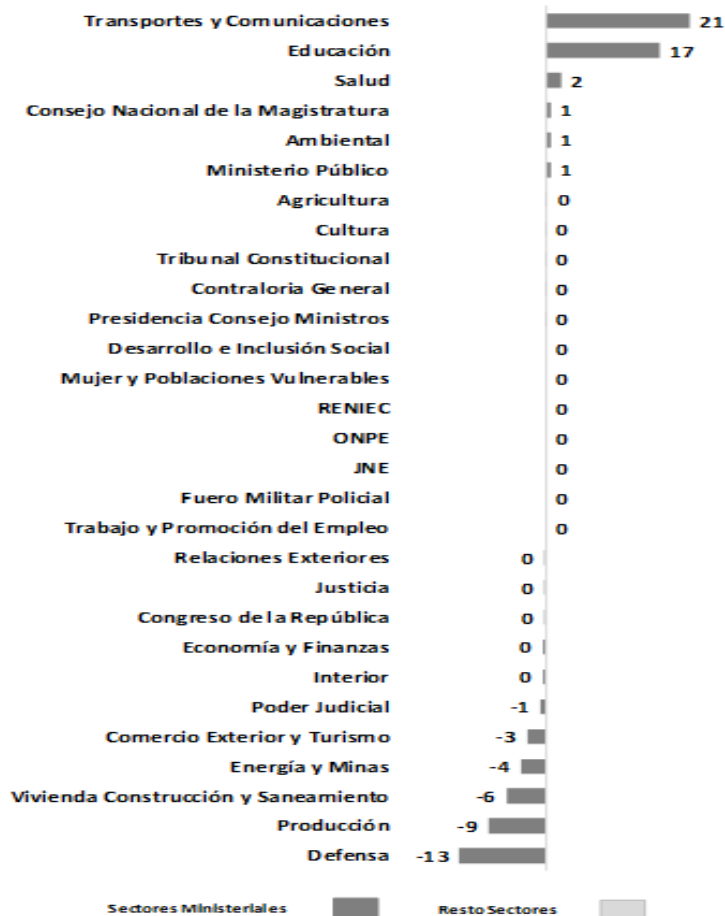 Transportes y Comunicaciones 21
Educación 17
Salud 2
Consejo Nacional de la Magistratura 1
Ambiental 1
Ministerio Público 1
Agricultura 0
Cultura 0
Tribunal Constitucional 0
Contraloria General 0
Presidencia Consejo Ministros 0
Desarrollo e Inclusión Social 0
Mujer y Poblaciones Vulnerables 0
RENIEC 0
ONPE 0
JNE 0
Fuero Militar Policial 0
Trabajo y Promoción del Empleo 0
Relaciones Exteriores 0
Justicia 0
Congreso de la República 0
Economía y Finanzas 0
Interior 0
Poder Judicial -1
Comercio Exterior y Turismo -3
Energía y Minas -4
Vivienda Construcción y Saneamiento -6
Producción -9
Defensa -13
Sectores Ministeriales Resto Sectores